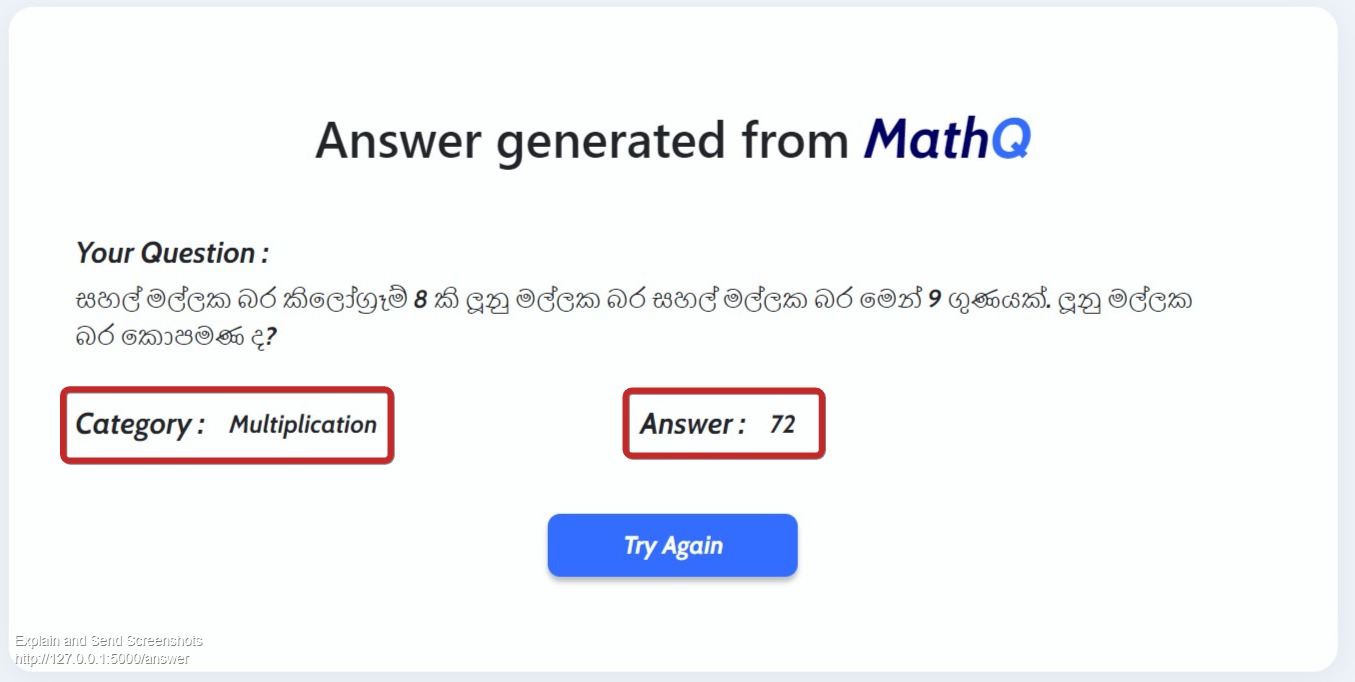 Answer generated from MathQ
Your Question :
සහල් මල්ලක බර කිලෝග්‍රෑම් 8 කි ලූනු මල්ලක බර සහල් මල්ලක බර මෙන් 9 ගුණයක්. ලූනු මල්ලක
බර කොපමණ ද?
Category : Multiplication
Answer : 72
Try Again
Explain and Send Screenshots
http://127.0.0.1:5000/answer